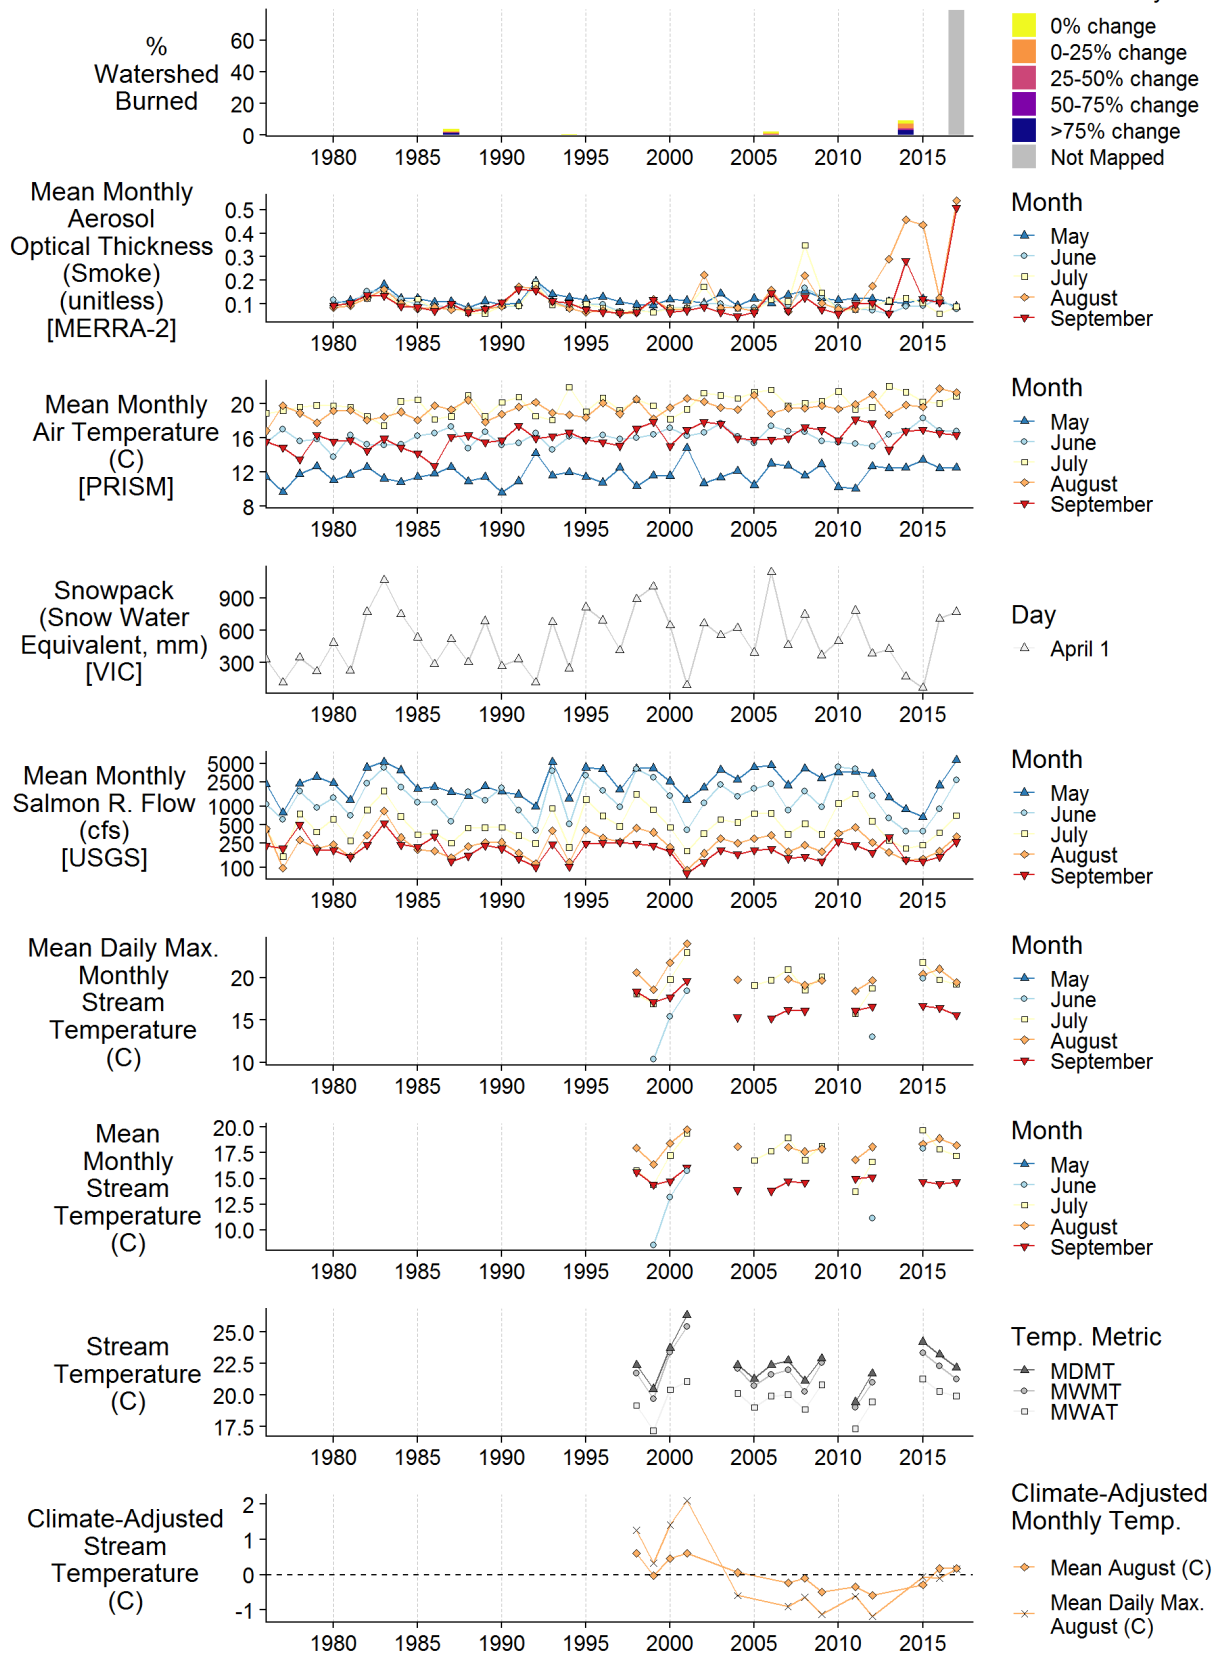 %
Watershed
Burned
60
40
20
0
1980 1985 1990 1995 2000 2005 2010 2015
0% change
0-25% change
25-50% change
50-75% change
>75% change
Not Mapped
Mean Monthly
Aerosol
Optical Thickness
(Smoke)
(unitless)
[MERRA-2]
0.5
0.4
0.3
0.2
0.1
1980 1985 1990 1995 2000 2005 2010 2015
Month
May
June
July
August
September
Mean Monthly
Air Temperature
(C)
[PRISM]
20
16
12
8
1980 1985 1990 1995 2000 2005 2010 2015
Month
May
June
July
August
September
Snowpack
(Snow Water
Equivalent, mm)
[VIC]
900
600
300
1980 1985 1990 1995 2000 2005 2010 2015
Day
April 1
Mean Monthly
Salmon R. Flow
(cfs)
[USGS]
5000
2500
1000
500
250
100
1980 1985 1990 1995 2000 2005 2010 2015
Month
May
June
July
August
September
Mean Daily Max.
Monthly
Stream
Temperature
(C)
20
15
10
1980 1985 1990 1995 2000 2005 2010 2015
Month
May
June
July
August
September
Mean
Monthly
Stream
Temperature
(C)
20.0
17.5
15.0
12.5
10.0
1980 1985 1990 1995 2000 2005 2010 2015
Month
May
June
July
August
September
Stream
Temperature
(C)
25.0
22.5
20.0
17.5
1980 1985 1990 1995 2000 2005 2010 2015
Temp. Metric
MDMT
MWMT
MWAT
Climate-Adjusted
Stream
Temperature
(C)
2
1
0
-1
1980 1985 1990 1995 2000 2005 2010 2015
Climate-Adjusted
Monthly Temp.
Mean August (C)
Mean Daily Max.
August (C)